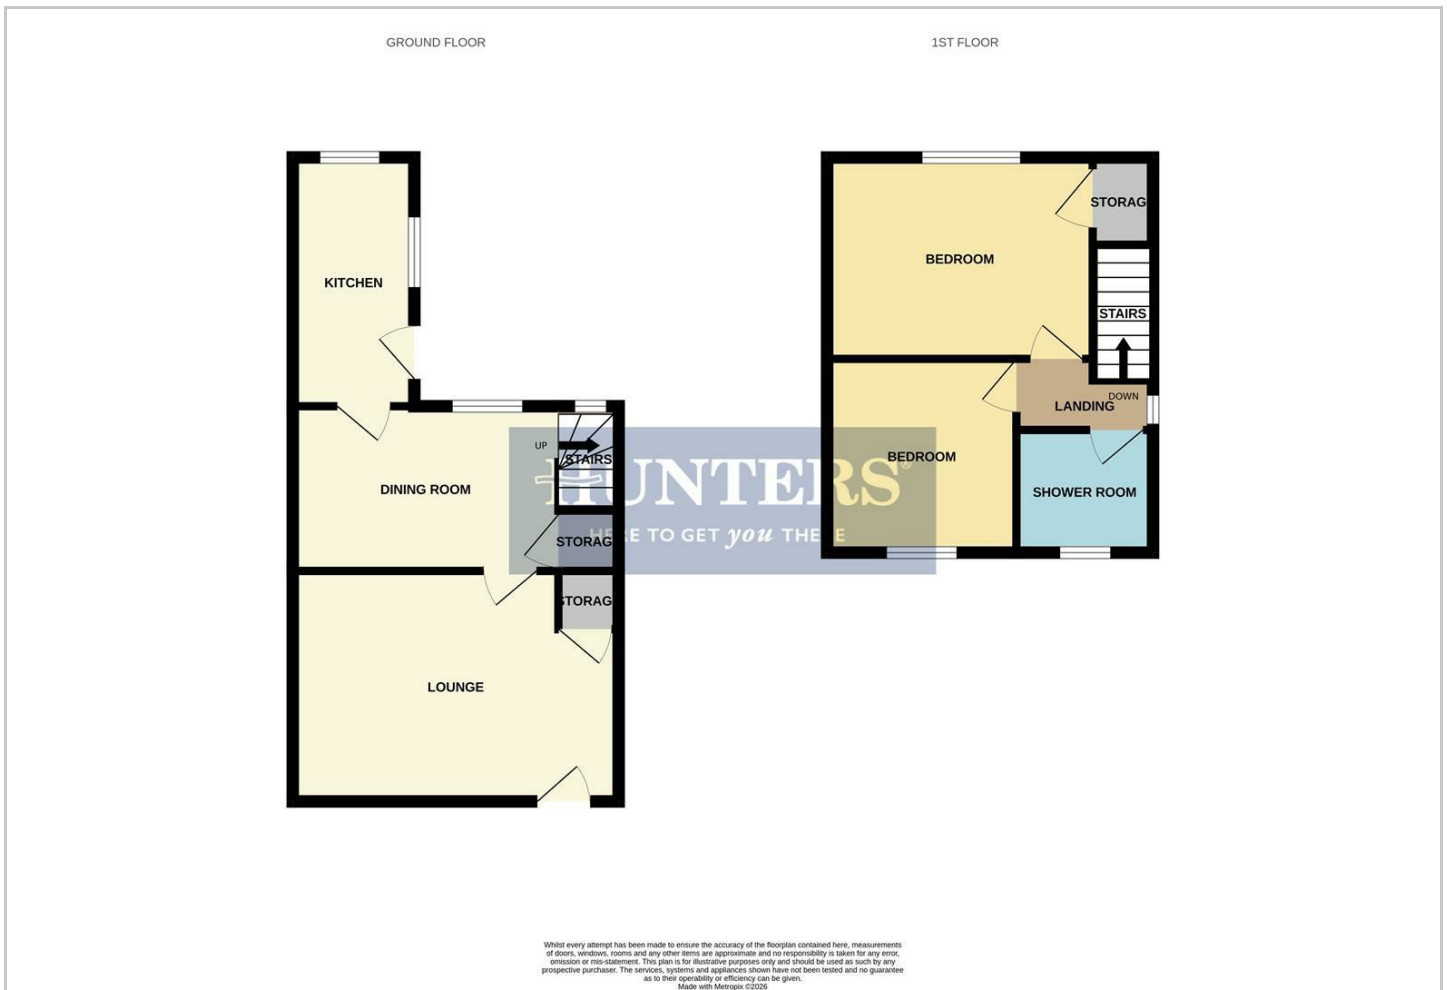 GROUND FLOOR
1ST FLOOR
KITCHEN
UP
STAIRS
DINING ROOM
STORAG
STORAG
LOUNGE
STORAG
BEDROOM
STAIRS
DOWN
LANDING
BEDROOM
SHOWER ROOM
HUNTERS®
HERE TO GET you THERE
Whilst every attempt has been made to ensure the accuracy of the floorplan contained here, measurements
of doors, windows, rooms and any other items are approximate and no responsibility is taken for any error,
omission or mis-statement. This plan is for illustrative purposes only and should be used as such by any
prospective purchaser. The services, systems and appliances shown have not been tested and no guarantee
as to their operability or efficiency can be given.
Made with Metropix ©2026